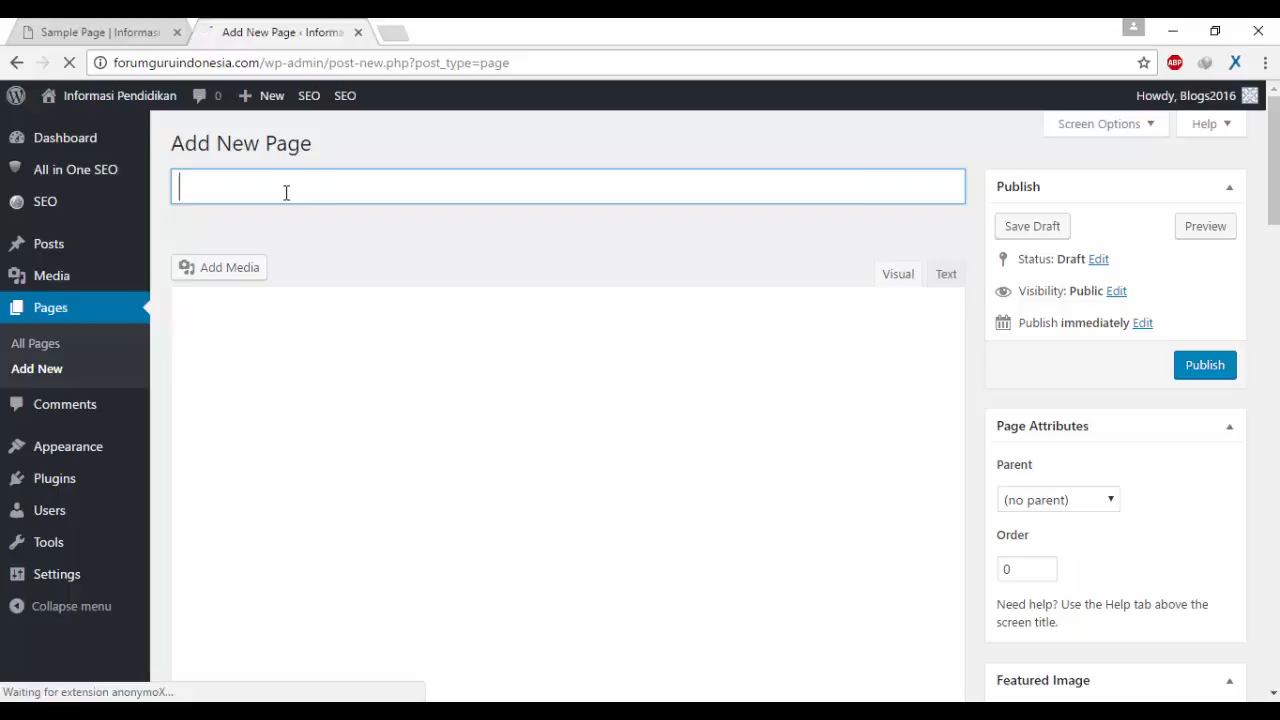 Sample Page | Informasi
Add New Page ‹ Informa
forumguruindonesia.com/wp-admin/post-new.php?post_type=page
ABP
X
Informasi Pendidikan
0
New
SEO
SEO
Howdy, Blogs2016
Dashboard
All in One SEO
SEO
Posts
Media
Pages
All Pages
Add New
Comments
Appearance
Plugins
Users
Tools
Settings
Collapse menu
Screen Options
Help
Add New Page
Add Media
Visual
Text
Publish
Save Draft
Preview
Status: Draft Edit
Visibility: Public Edit
Publish immediately Edit
Publish
Page Attributes
Parent
(no parent)
Order
0
Need help? Use the Help tab above the
screen title.
Featured Image
Waiting for extension anonymoX...